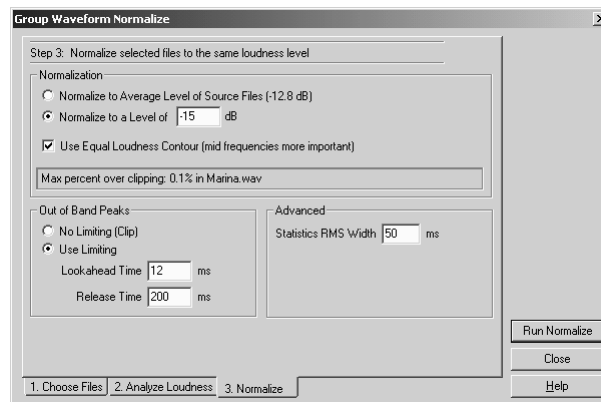 Group Waveform Normalize
Step 3: Normalize selected files to the same loudness level
Normalization
Normalize to Average Level of Source Files (-12.8 dB)
Normalize to a Level of -15 dB
Use Equal Loudness Contour (mid frequencies more important)
Max percent over clipping: 0.1% in Marina.wav
Out of Band Peaks
No Limiting (Clip)
Use Limiting
Lookahead Time 12 ms
Release Time 200 ms
Advanced
Statistics RMS Width 50 ms
Run Normalize
Close
Help
1. Choose Files 2. Analyze Loudness 3. Normalize